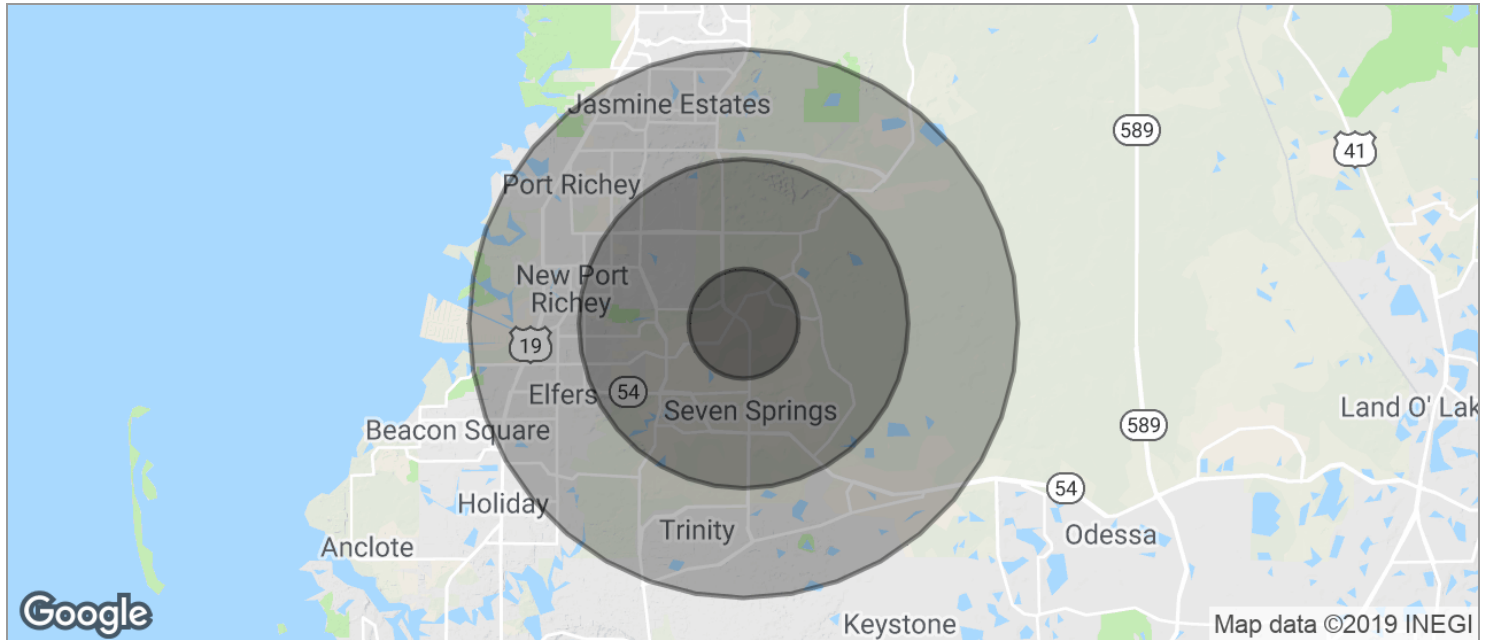 Jasmine Estates
589
41
Port Richey
New Port
Richey
19
Elfers
54
Seven Springs
Land O' Lak
Beacon Square
589
54
Holiday
Trinity
Odessa
Anclote
Google
Keystone
Map data ©2019 INEGI